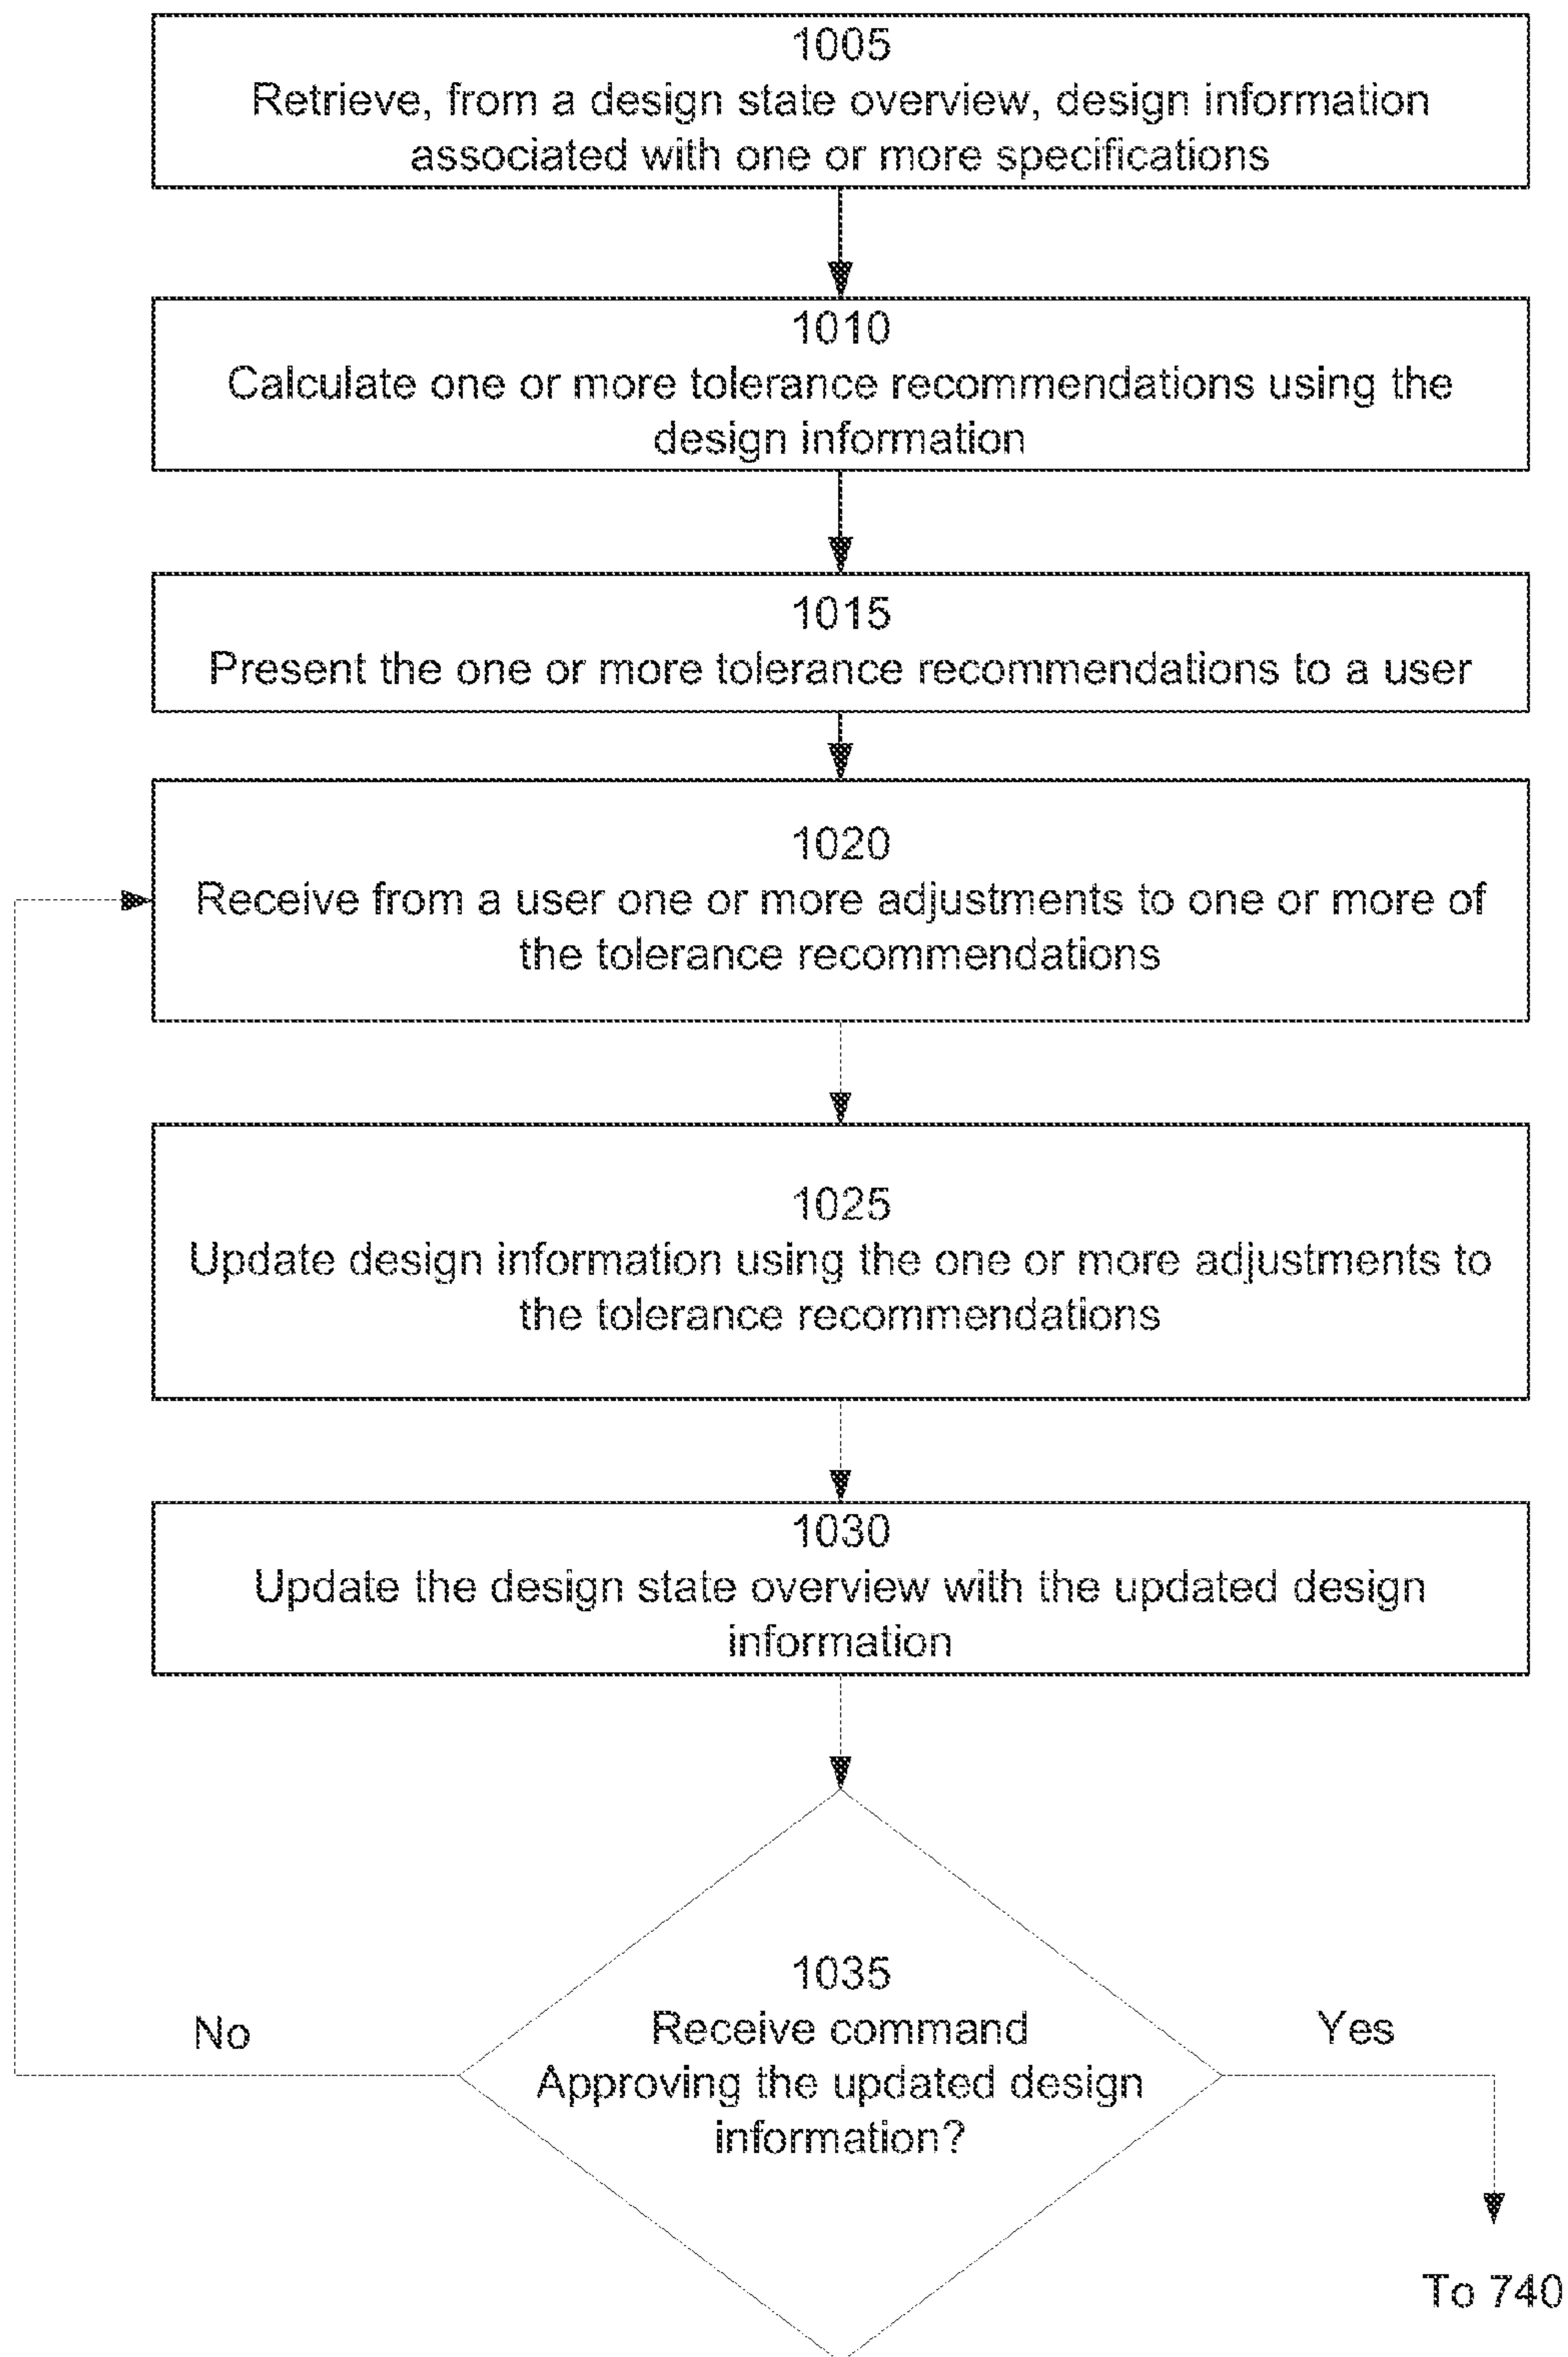 1005
Retrieve, from a design state overview, design information
associated with one or more specifications
1010
Calculate one or more tolerance recommendations using the
design information
1015
Present the one or more tolerance recommendations to a user
1020
Receive from a user one or more adjustments to one or more of
the tolerance recommendations
1025
Update design information using the one or more adjustments to
the tolerance recommendations
1030
Update the design state overview with the updated design
information
1035
Receive command
Approving the updated design
information?
No
Yes
To 740